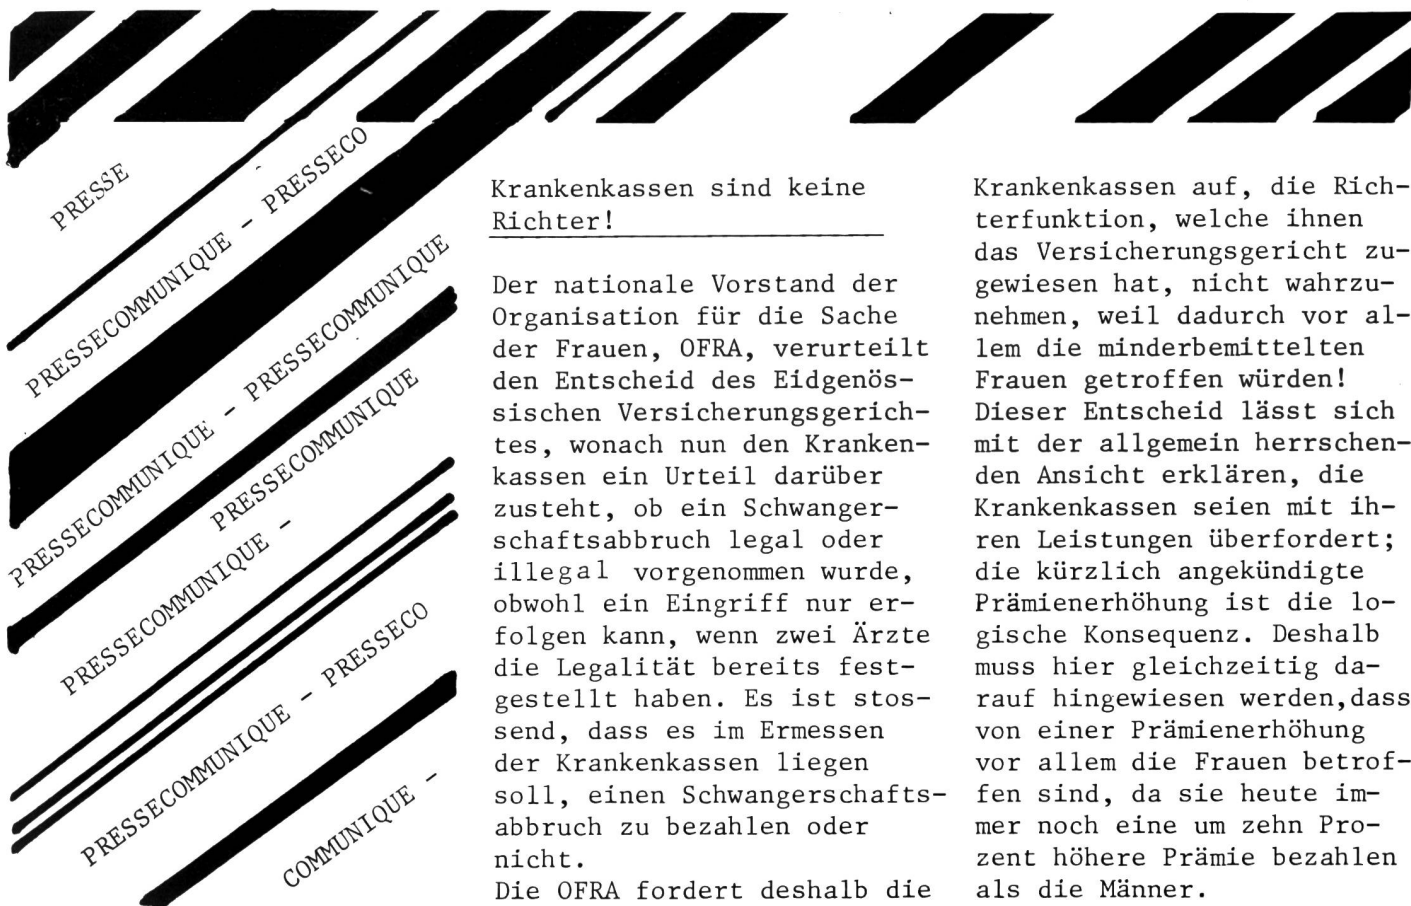 PRESSE
PRESSECOMMUNIQUE - PRESSECO
PRESSECOMMUNIQUE - PRESSECOMMUNIQUE
PRESSECOMMUNIQUE
PRESSECOMMUNIQUE -
PRESSECOMMUNIQUE - PRESSECO
COMMUNIQUE -
Krankenkassen sind keine
Richter!
Der nationale Vorstand der
Organisation für die Sache
der Frauen, OFRA, verurteilt
den Entscheid des Eidgenös-
sischen Versicherungsgerich-
tes, wonach nun den Kranken-
kassen ein Urteil darüber
zusteht, ob ein Schwanger-
schaftsabbruch legal oder
illegal vorgenommen wurde,
obwohl ein Eingriff nur er-
folgen kann, wenn zwei Ärzte
die Legalität bereits fest-
gestellt haben. Es ist stos-
send, dass es im Ermessen
der Krankenkassen liegen
soll, einen Schwangerschafts-
abbruch zu bezahlen oder
nicht.
Die OFRA fordert deshalb die
Krankenkassen auf, die Rich-
terfunktion, welche ihnen
das Versicherungsgericht zu-
gewiesen hat, nicht wahrzu-
nehmen, weil dadurch vor al-
lem die minderbemittelten
Frauen getroffen würden!
Dieser Entscheid lässt sich
mit der allgemein herrschen-
den Ansicht erklären, die
Krankenkassen seien mit ih-
ren Leistungen überfordert;
die kürzlich angekündigte
Prämienerhöhung ist die lo-
gische Konsequenz. Deshalb
muss hier gleichzeitig da-
rauf hingewiesen werden,dass
von einer Prämienerhöhung
vor allem die Frauen betrof-
fen sind, da sie heute im-
mer noch eine um zehn Pro-
zent höhere Prämie bezahlen
als die Männer.